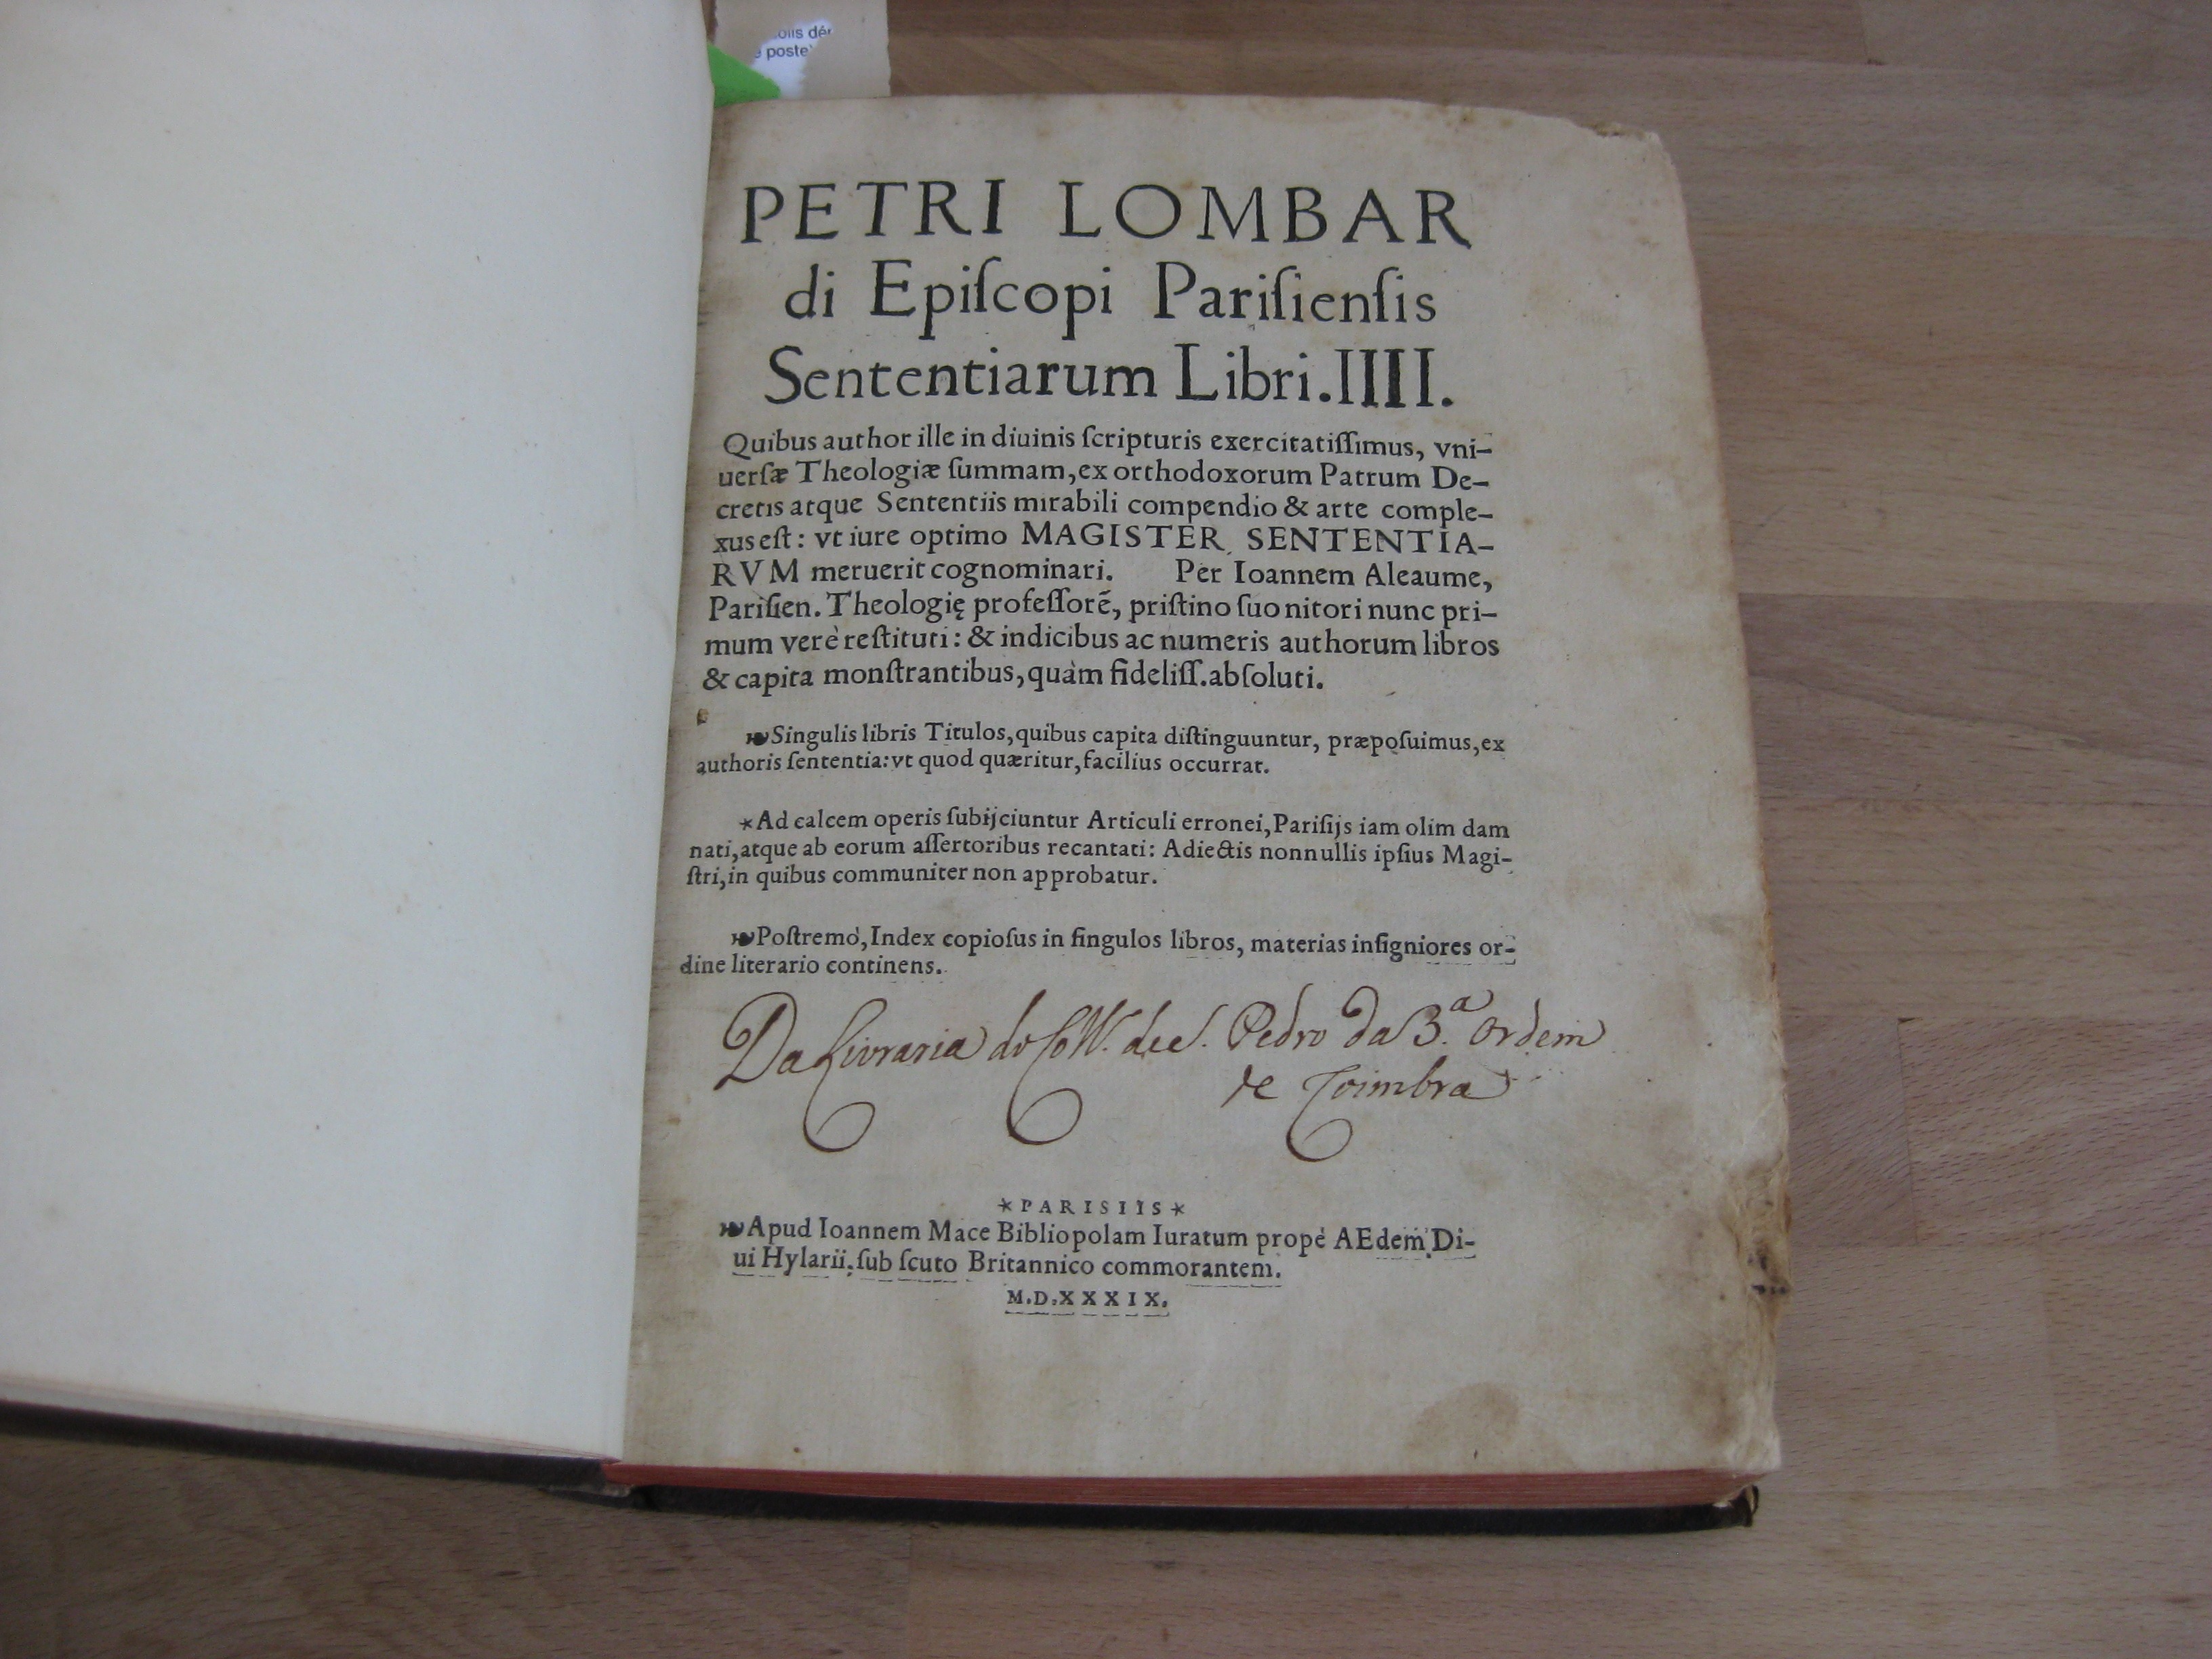 olis dér
e poste
PETRI LOMBAR
di Epiſcopi Pariſienſis
Sententiarum Libri.IIII.
Quibus author ille in diuinis ſcripturis exercitatiſſimus, vni-
uerſæ Theologiæ ſummam, ex orthodoxorum Patrum De-
cretis atque Sententiis mirabili compendio & arte comple-
xus eſt: vt iure optimo MAGISTER SENTENTIA-
RVM meruerit cognominari. Per Ioannem Aleaume,
Pariſien. Theologię profeſſorẽ, priſtino ſuo nitori nunc pri-
mum verè reſtituti: & indicibus ac numeris authorum libros
& capita monſtrantibus, quàm fideliſſ. abſoluti.
❧Singulis libris Titulos, quibus capita diſtinguuntur, præpoſuimus, ex
authoris ſententia: vt quod quæritur, facilius occurrat.
*Ad calcem operis ſubijciuntur Articuli erronei, Pariſijs iam olim dam
nati, atque ab eorum aſſertoribus recantati: Adiectis nonnullis ipſius Magi-
ſtri, in quibus communiter non approbatur.
❧Poſtremò, Index copioſus in ſingulos libros, materias inſigniores or-
dine literario continens.
Da Livraria do Coll. de S. Pedro da 3.ª Ordem
de Coimbra
*PARISIIS*
❧Apud Ioannem Mace Bibliopolam Iuratum propè AEdem Di-
ui Hylarii, ſub ſcuto Britannico commorantem.
M.D.XXXIX.